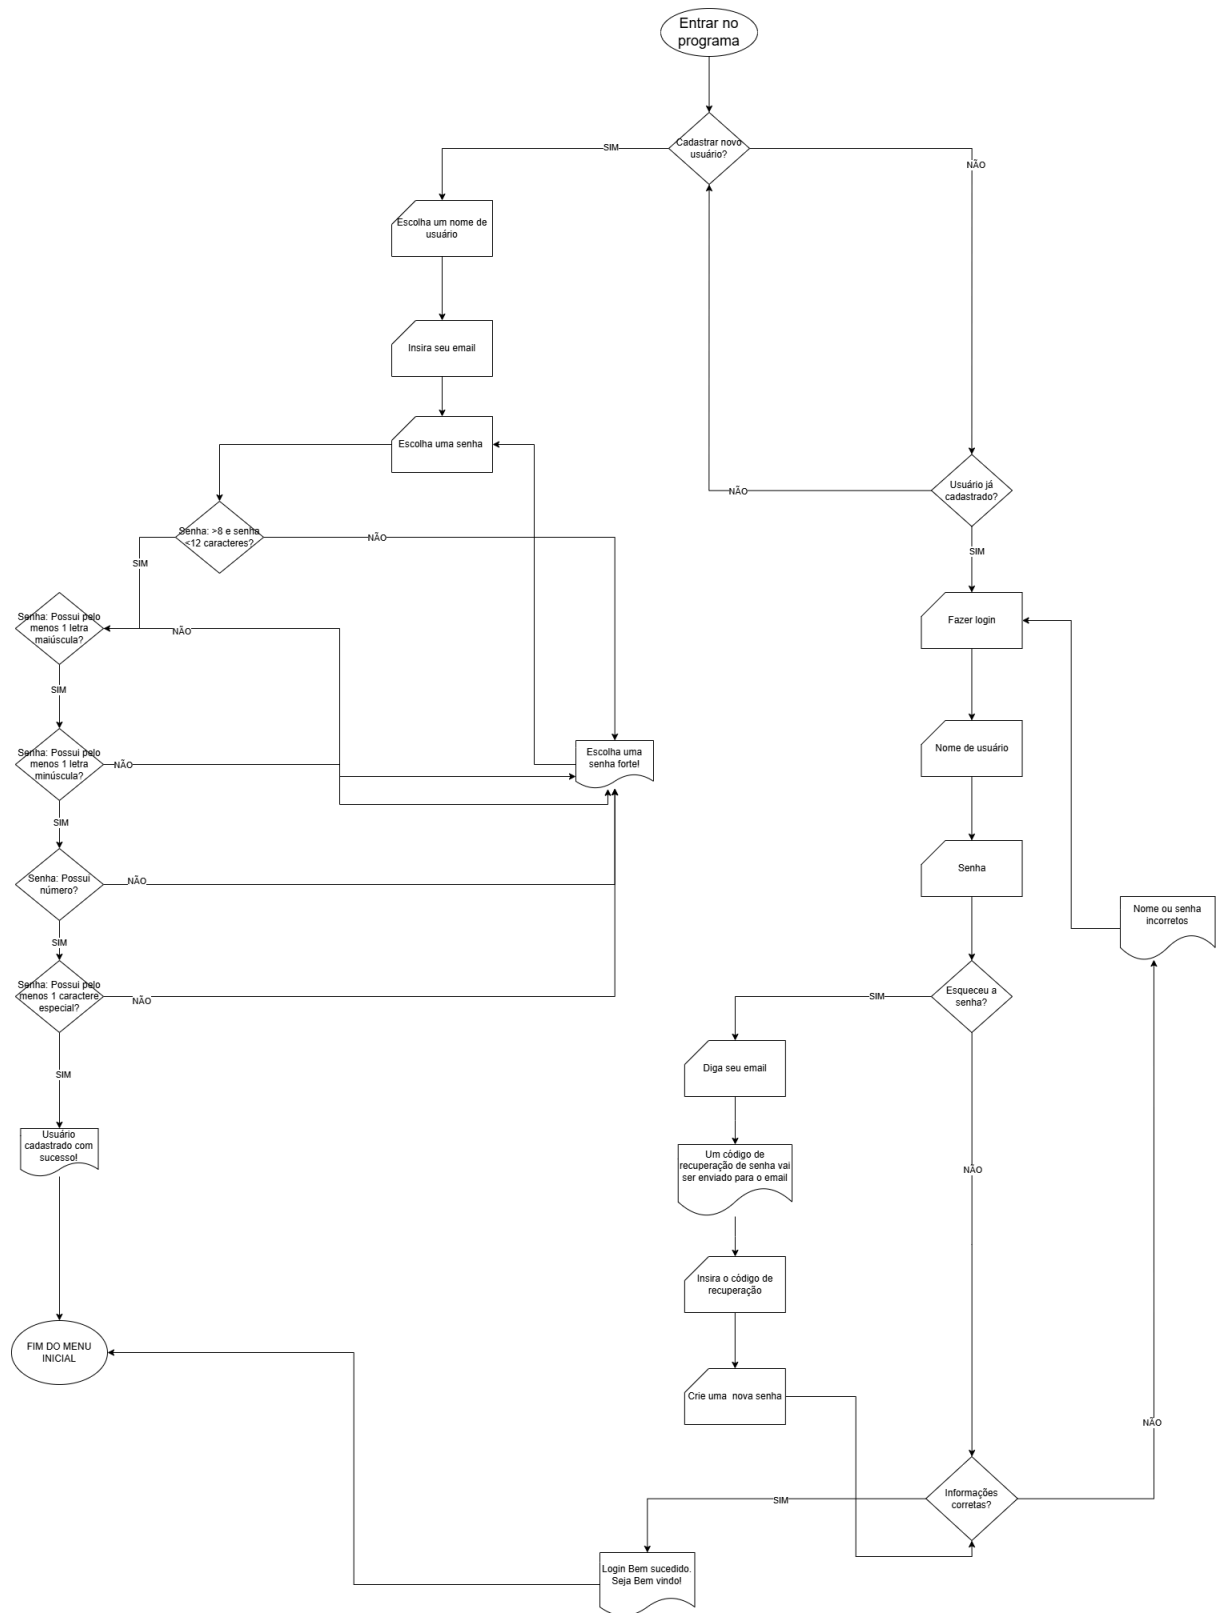 Entrar no
programa
Cadastrar novo
usuário?
SIM
NÃO
Escolha um nome de
usuário
Insira seu email
Escolha uma senha
Usuário já
cadastrado?
NÃO
SIM
Senha: >8 e senha
<12 caracteres?
NÃO
SIM
Senha: Possui pelo
menos 1 letra
maiúscula?
NÃO
SIM
Fazer login
Nome de usuário
Senha: Possui pelo
menos 1 letra
minúscula?
NÃO
SIM
Escolha uma
senha forte!
Senha
Senha: Possui
número?
NÃO
SIM
Nome ou senha
incorretos
Senha: Possui pelo
menos 1 caractere
especial?
NÃO
SIM
Esqueceu a
senha?
SIM
NÃO
Diga seu email
Usuário
cadastrado com
sucesso!
Um código de
recuperação de senha vai
ser enviado para o email
Insira o código de
recuperação
FIM DO MENU
INICIAL
Crie uma  nova senha
NÃO
Informações
corretas?
SIM
Login Bem sucedido.
Seja Bem vindo!